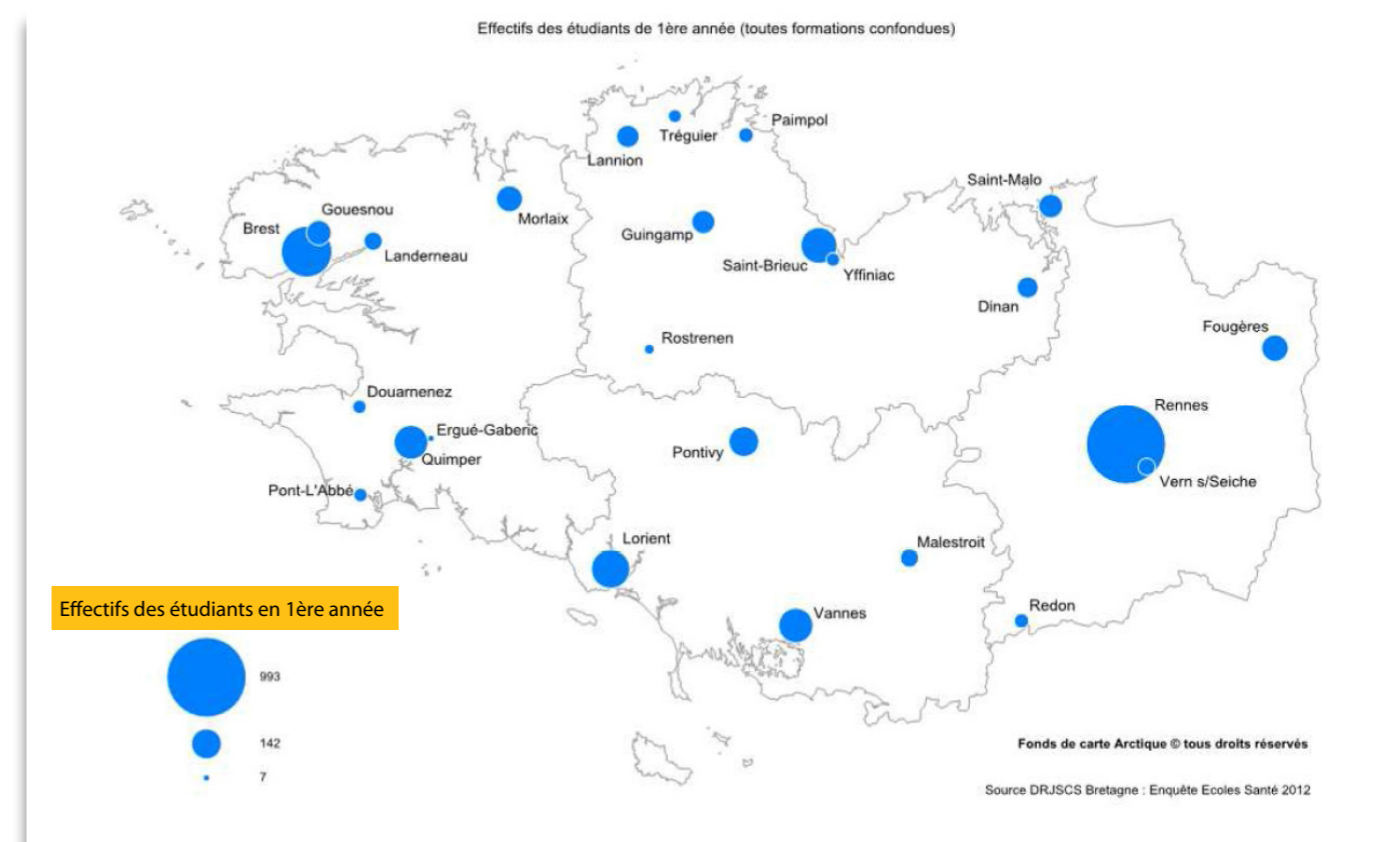 Effectifs des étudiants de 1ère année (toutes formations confondues)
Paimpol
Tréguier
Lannion
Saint-Malo
Gouesnou
Morlaix
Brest
Guingamp
Landerneau
Saint-Brieuc
Yffiniac
Dinan
Fougères
Rostrenen
Douarnenez
Rennes
Ergué-Gaberic
Quimper
Pontivy
Vern s/Seiche
Pont-L'Abbé
Lorient
Malestroit
Redon
Vannes
Effectifs des étudiants en 1ère année
993
142
7
Fonds de carte Arctique © tous droits réservés
Source DRJSCS Bretagne : Enquête Ecoles Santé 2012